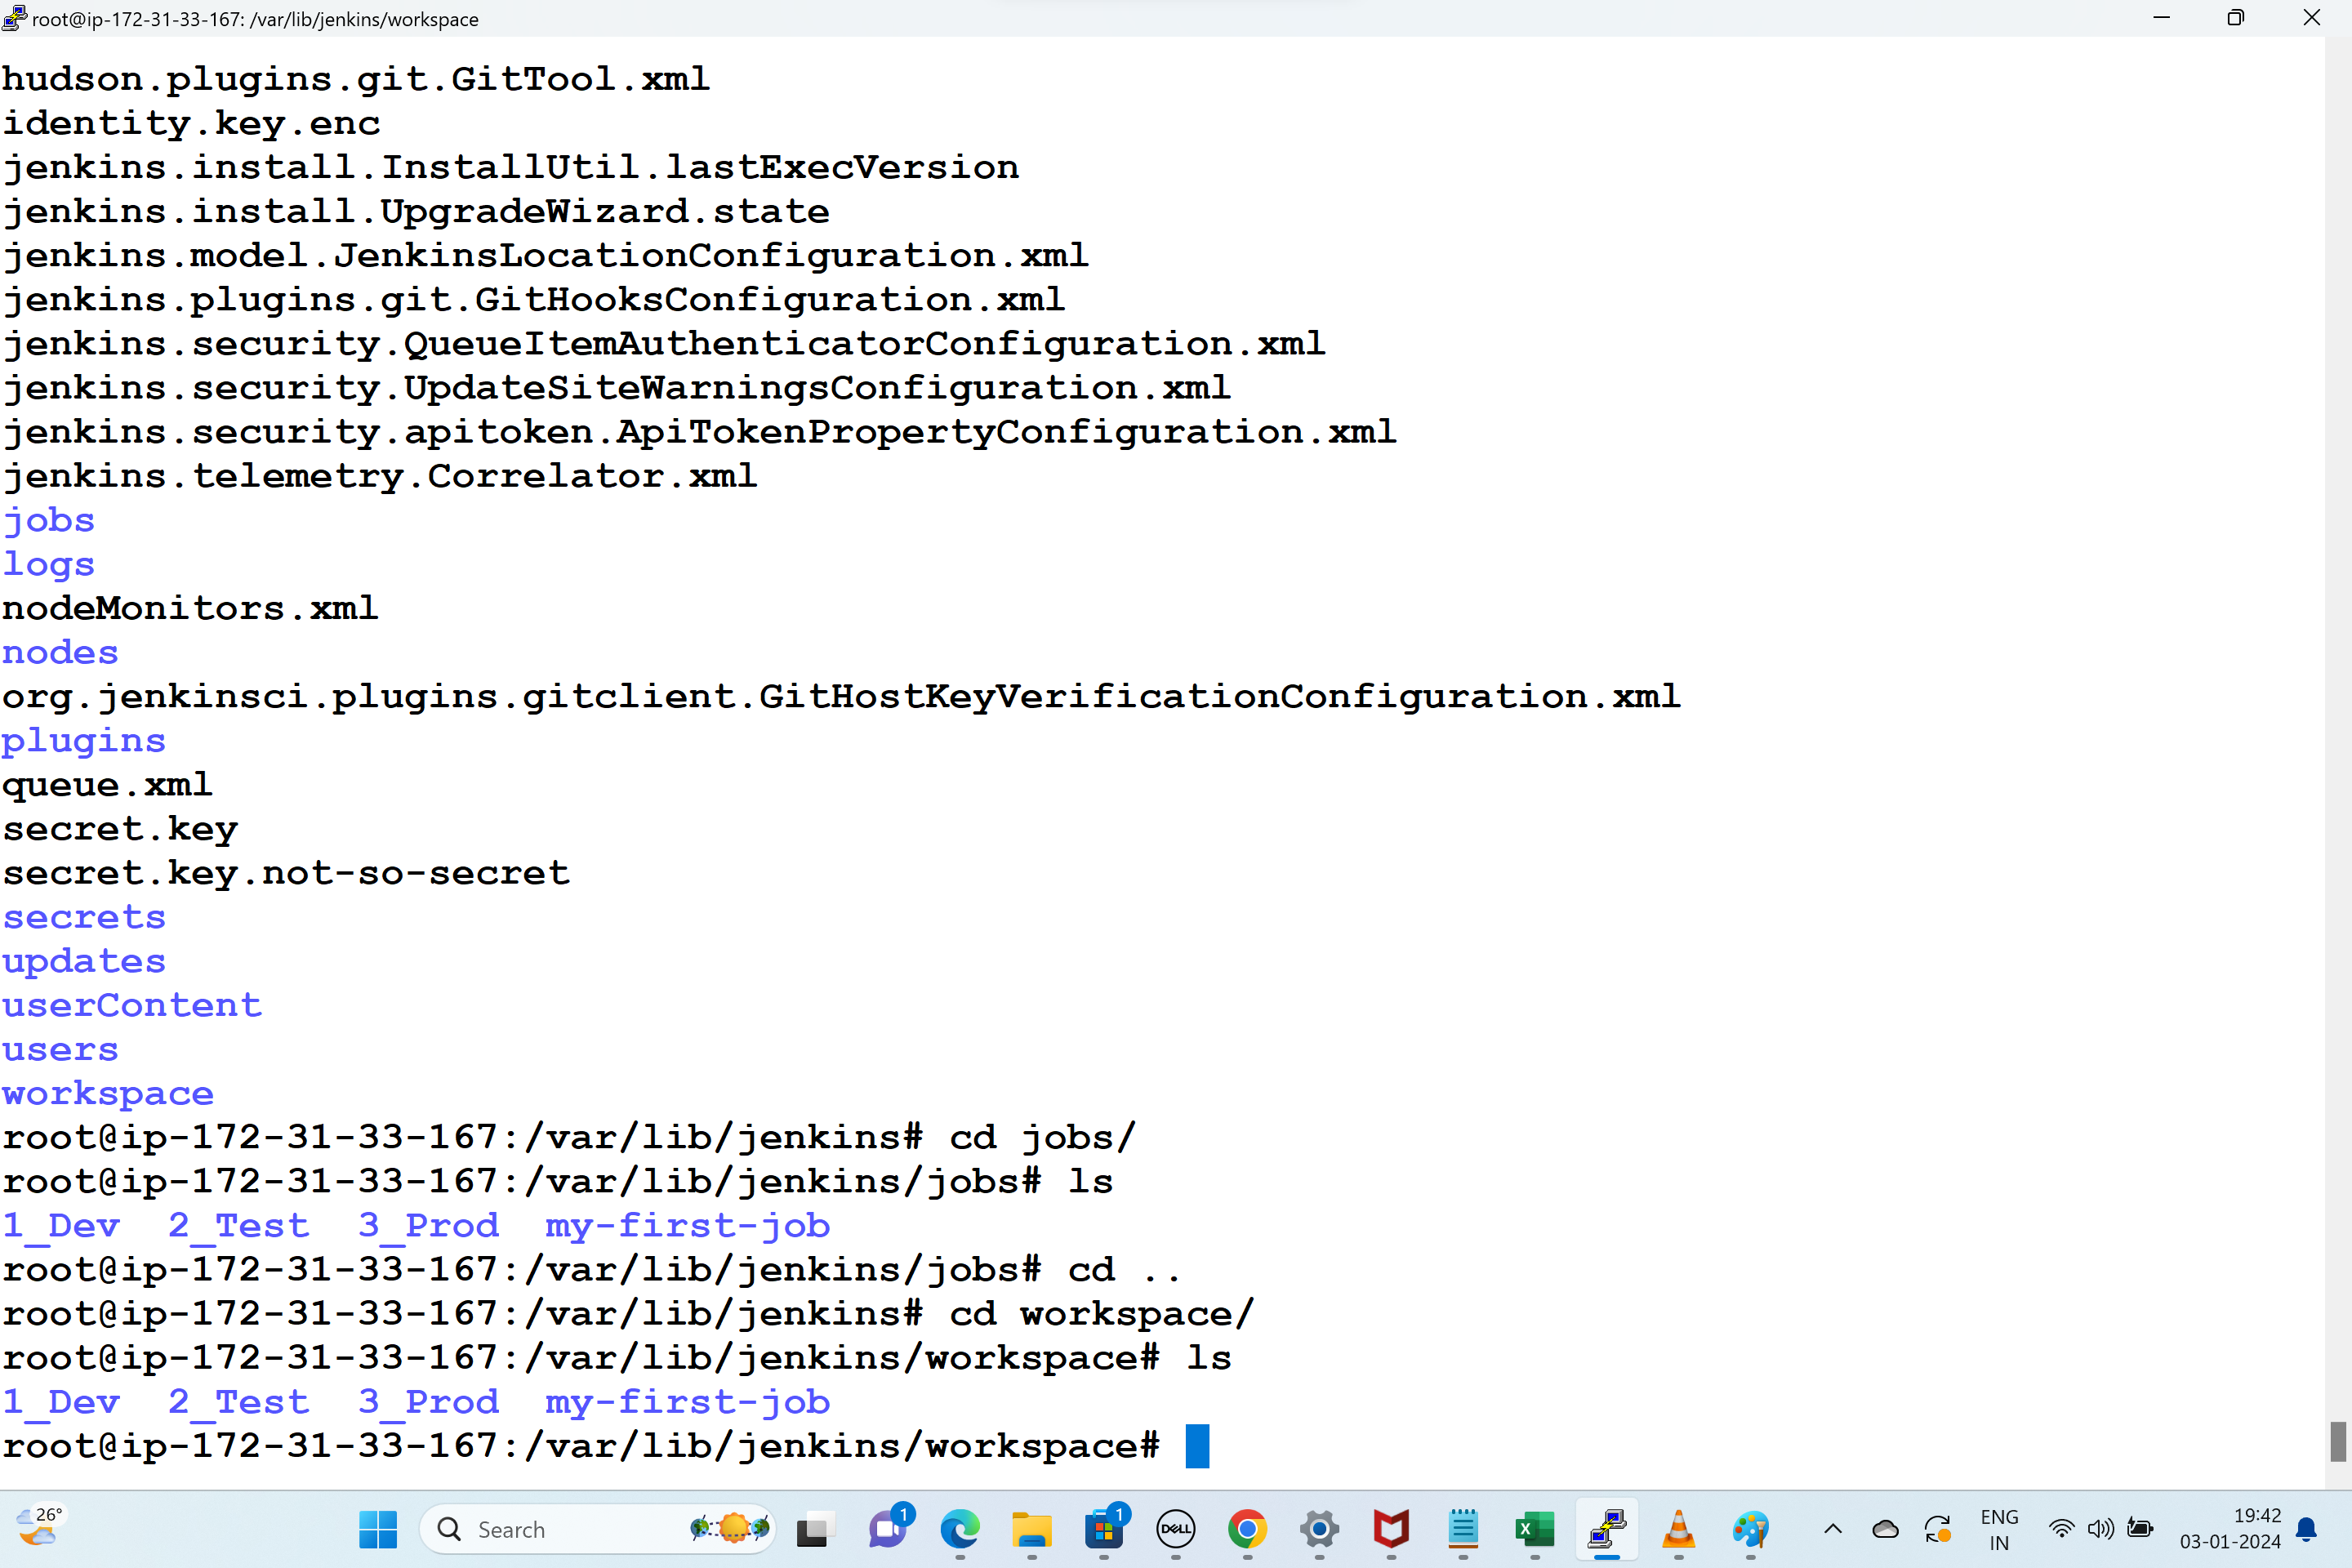 root@ip-172-31-33-167: /var/lib/jenkins/workspace
hudson.plugins.git.GitTool.xml
identity.key.enc
jenkins.install.InstallUtil.lastExecVersion
jenkins.install.UpgradeWizard.state
jenkins.model.JenkinsLocationConfiguration.xml
jenkins.plugins.git.GitHooksConfiguration.xml
jenkins.security.QueueItemAuthenticatorConfiguration.xml
jenkins.security.UpdateSiteWarningsConfiguration.xml
jenkins.security.apitoken.ApiTokenPropertyConfiguration.xml
jenkins.telemetry.Correlator.xml
jobs
logs
nodeMonitors.xml
nodes
org.jenkinsci.plugins.gitclient.GitHostKeyVerificationConfiguration.xml
plugins
queue.xml
secret.key
secret.key.not-so-secret
secrets
updates
userContent
users
workspace
root@ip-172-31-33-167:/var/lib/jenkins# cd jobs/
root@ip-172-31-33-167:/var/lib/jenkins/jobs# ls
1_Dev  2_Test  3_Prod  my-first-job
root@ip-172-31-33-167:/var/lib/jenkins/jobs# cd ..
root@ip-172-31-33-167:/var/lib/jenkins# cd workspace/
root@ip-172-31-33-167:/var/lib/jenkins/workspace# ls
1_Dev  2_Test  3_Prod  my-first-job
root@ip-172-31-33-167:/var/lib/jenkins/workspace#
26°
Search
1
1
DELL
X
ENG
IN
19:42
03-01-2024